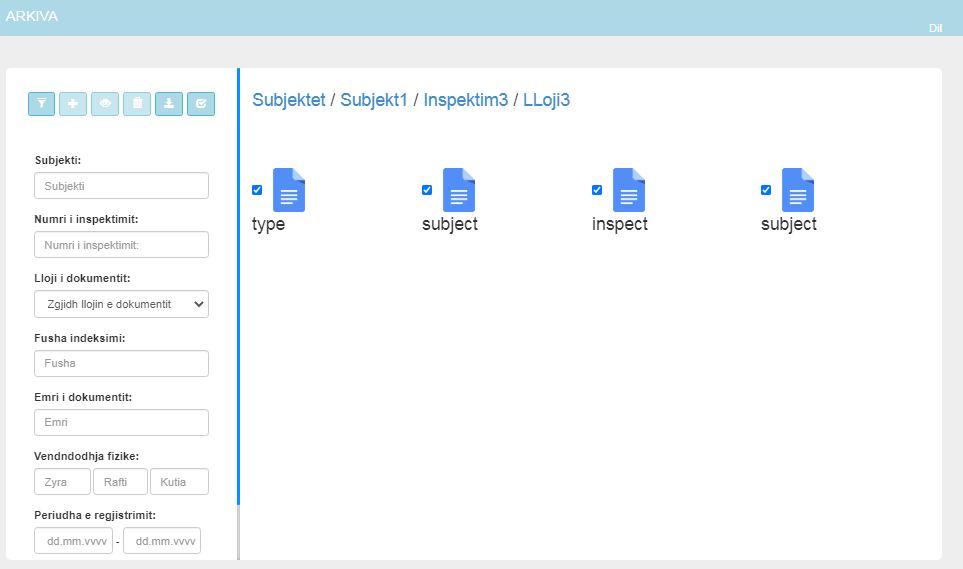 ARKIVA
Dil
Subjektet / Subjekt1 / Inspektim3 / LLoji3
type
subject
inspect
subject
Subjekti:
Subjekti
Numri i inspektimit:
Numri i inspektimit:
Lloji i dokumentit:
Zgjidh llojin e dokumentit
Fusha indeksimi:
Fusha
Emri i dokumentit:
Emri
Vendndodhja fizike:
Zyra Rafti Kutia
Periudha e regjistrimit:
dd.mm.vvvv - dd.mm.vvvv